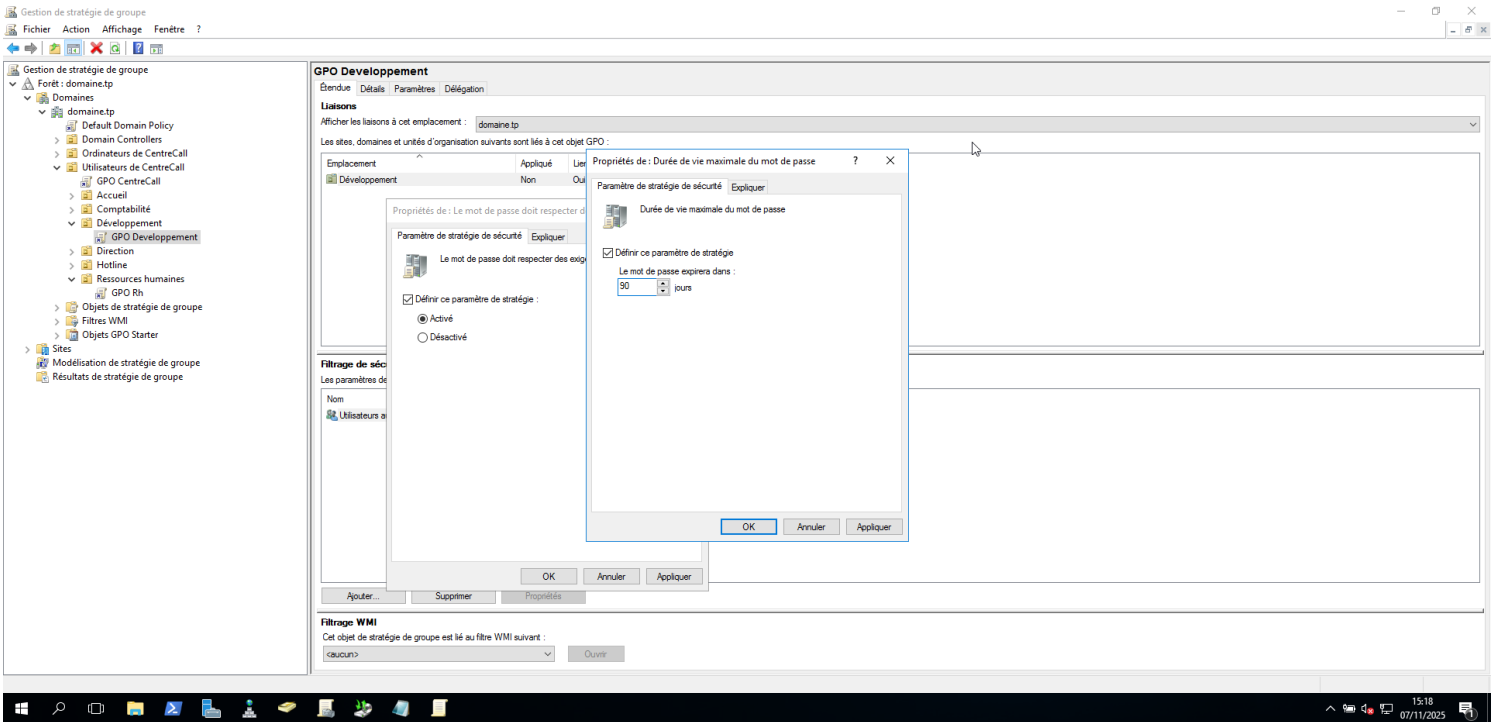 Gestion de stratégie de groupe
Fichier Action Affichage Fenêtre ?
Gestion de stratégie de groupe
Forêt : domaine.tp
Domaines
domaine.tp
Default Domain Policy
Domain Controllers
Ordinateurs de CentreCall
Utilisateurs de CentreCall
GPO CentreCall
Accueil
Comptabilité
Développement
GPO Developpement
Direction
Hotline
Ressources humaines
GPO Rh
Objets de stratégie de groupe
Filtres WMI
Objets GPO Starter
Sites
Modélisation de stratégie de groupe
Résultats de stratégie de groupe
GPO Developpement
Étendue Détails Paramètres Délégation
Liaisons
Afficher les liaisons à cet emplacement : domaine.tp
Les sites, domaines et unités d'organisation suivants sont liés à cet objet GPO :
Emplacement Appliqué Lien
Développement Non Oui
Filtrage de séc
Les paramètres de
Nom
Utilisateurs au
Ajouter... Supprimer Propriétés
Filtrage WMI
Cet objet de stratégie de groupe est lié au filtre WMI suivant :
<aucun> Ouvrir
Propriétés de : Le mot de passe doit respecter d
Paramètre de stratégie de sécurité Expliquer
Le mot de passe doit respecter des exig
Définir ce paramètre de stratégie :
Activé
Désactivé
OK Annuler Appliquer
Propriétés de : Durée de vie maximale du mot de passe ?
Paramètre de stratégie de sécurité Expliquer
Durée de vie maximale du mot de passe
Définir ce paramètre de stratégie
Le mot de passe expirera dans :
90 jours
OK Annuler Appliquer
15:18
07/11/2025
1